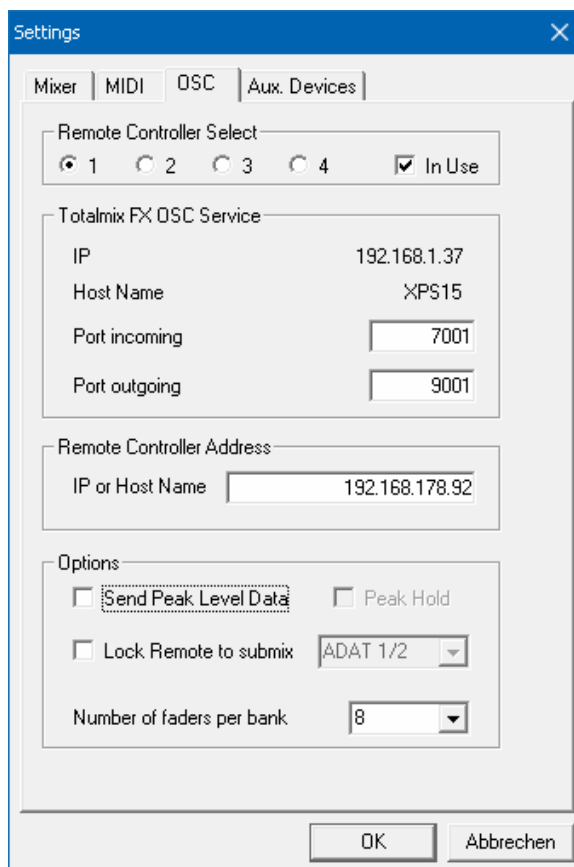 Settings
Mixer MIDI OSC Aux. Devices
Remote Controller Select
1 2 3 4 In Use
Totalmix FX OSC Service
IP 192.168.1.37
Host Name XPS15
Port incoming 7001
Port outgoing 9001
Remote Controller Address
IP or Host Name 192.168.178.92
Options
Send Peak Level Data Peak Hold
Lock Remote to submix ADAT 1/2
Number of faders per bank 8
OK Abbrechen